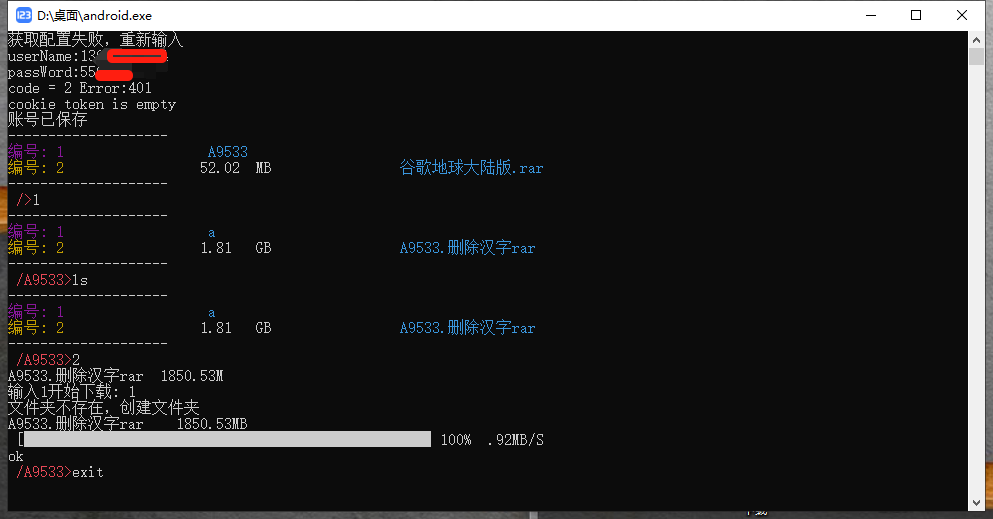 123 D:\桌面\android.exe
获取配置失败，重新输入
userName:13
passWord:55
code = 2 Error:401
cookie token is empty
账号已保存
--------------------
编号: 1 A9533
编号: 2 52.02 MB 谷歌地球大陆版.rar
--------------------
/>1
--------------------
编号: 1 a
编号: 2 1.81 GB A9533.删除汉字rar
--------------------
/A9533>ls
--------------------
编号: 1 a
编号: 2 1.81 GB A9533.删除汉字rar
--------------------
/A9533>2
A9533.删除汉字rar 1850.53M
输入1开始下载: 1
文件夹不存在，创建文件夹
A9533.删除汉字rar 1850.53MB
[ 100% .92MB/S
ok
/A9533>exit